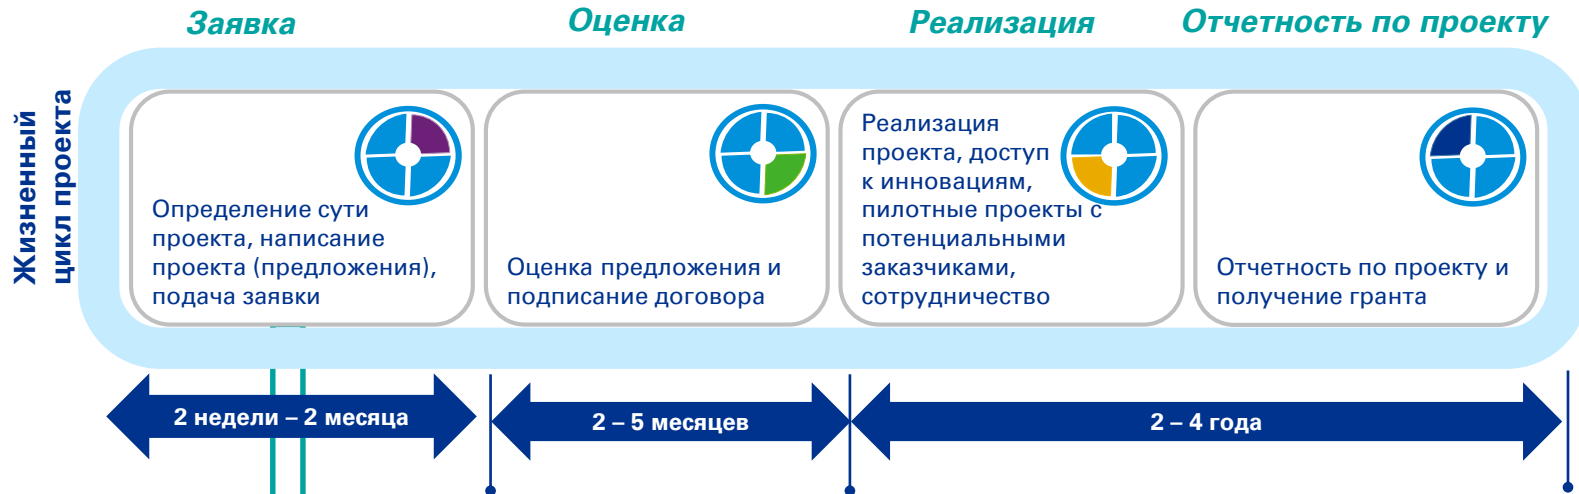 Заявка
Оценка
Реализация
Отчетность по проекту
Жизненный
цикл проекта
Определение сути
проекта, написание
проекта (предложения),
подача заявки
Оценка предложения и
подписание договора
Реализация
проекта, доступ
к инновациям,
пилотные проекты с
потенциальными
заказчиками,
сотрудничество
Отчетность по проекту и
получение гранта
2 недели – 2 месяца
2 – 5 месяцев
2 – 4 года